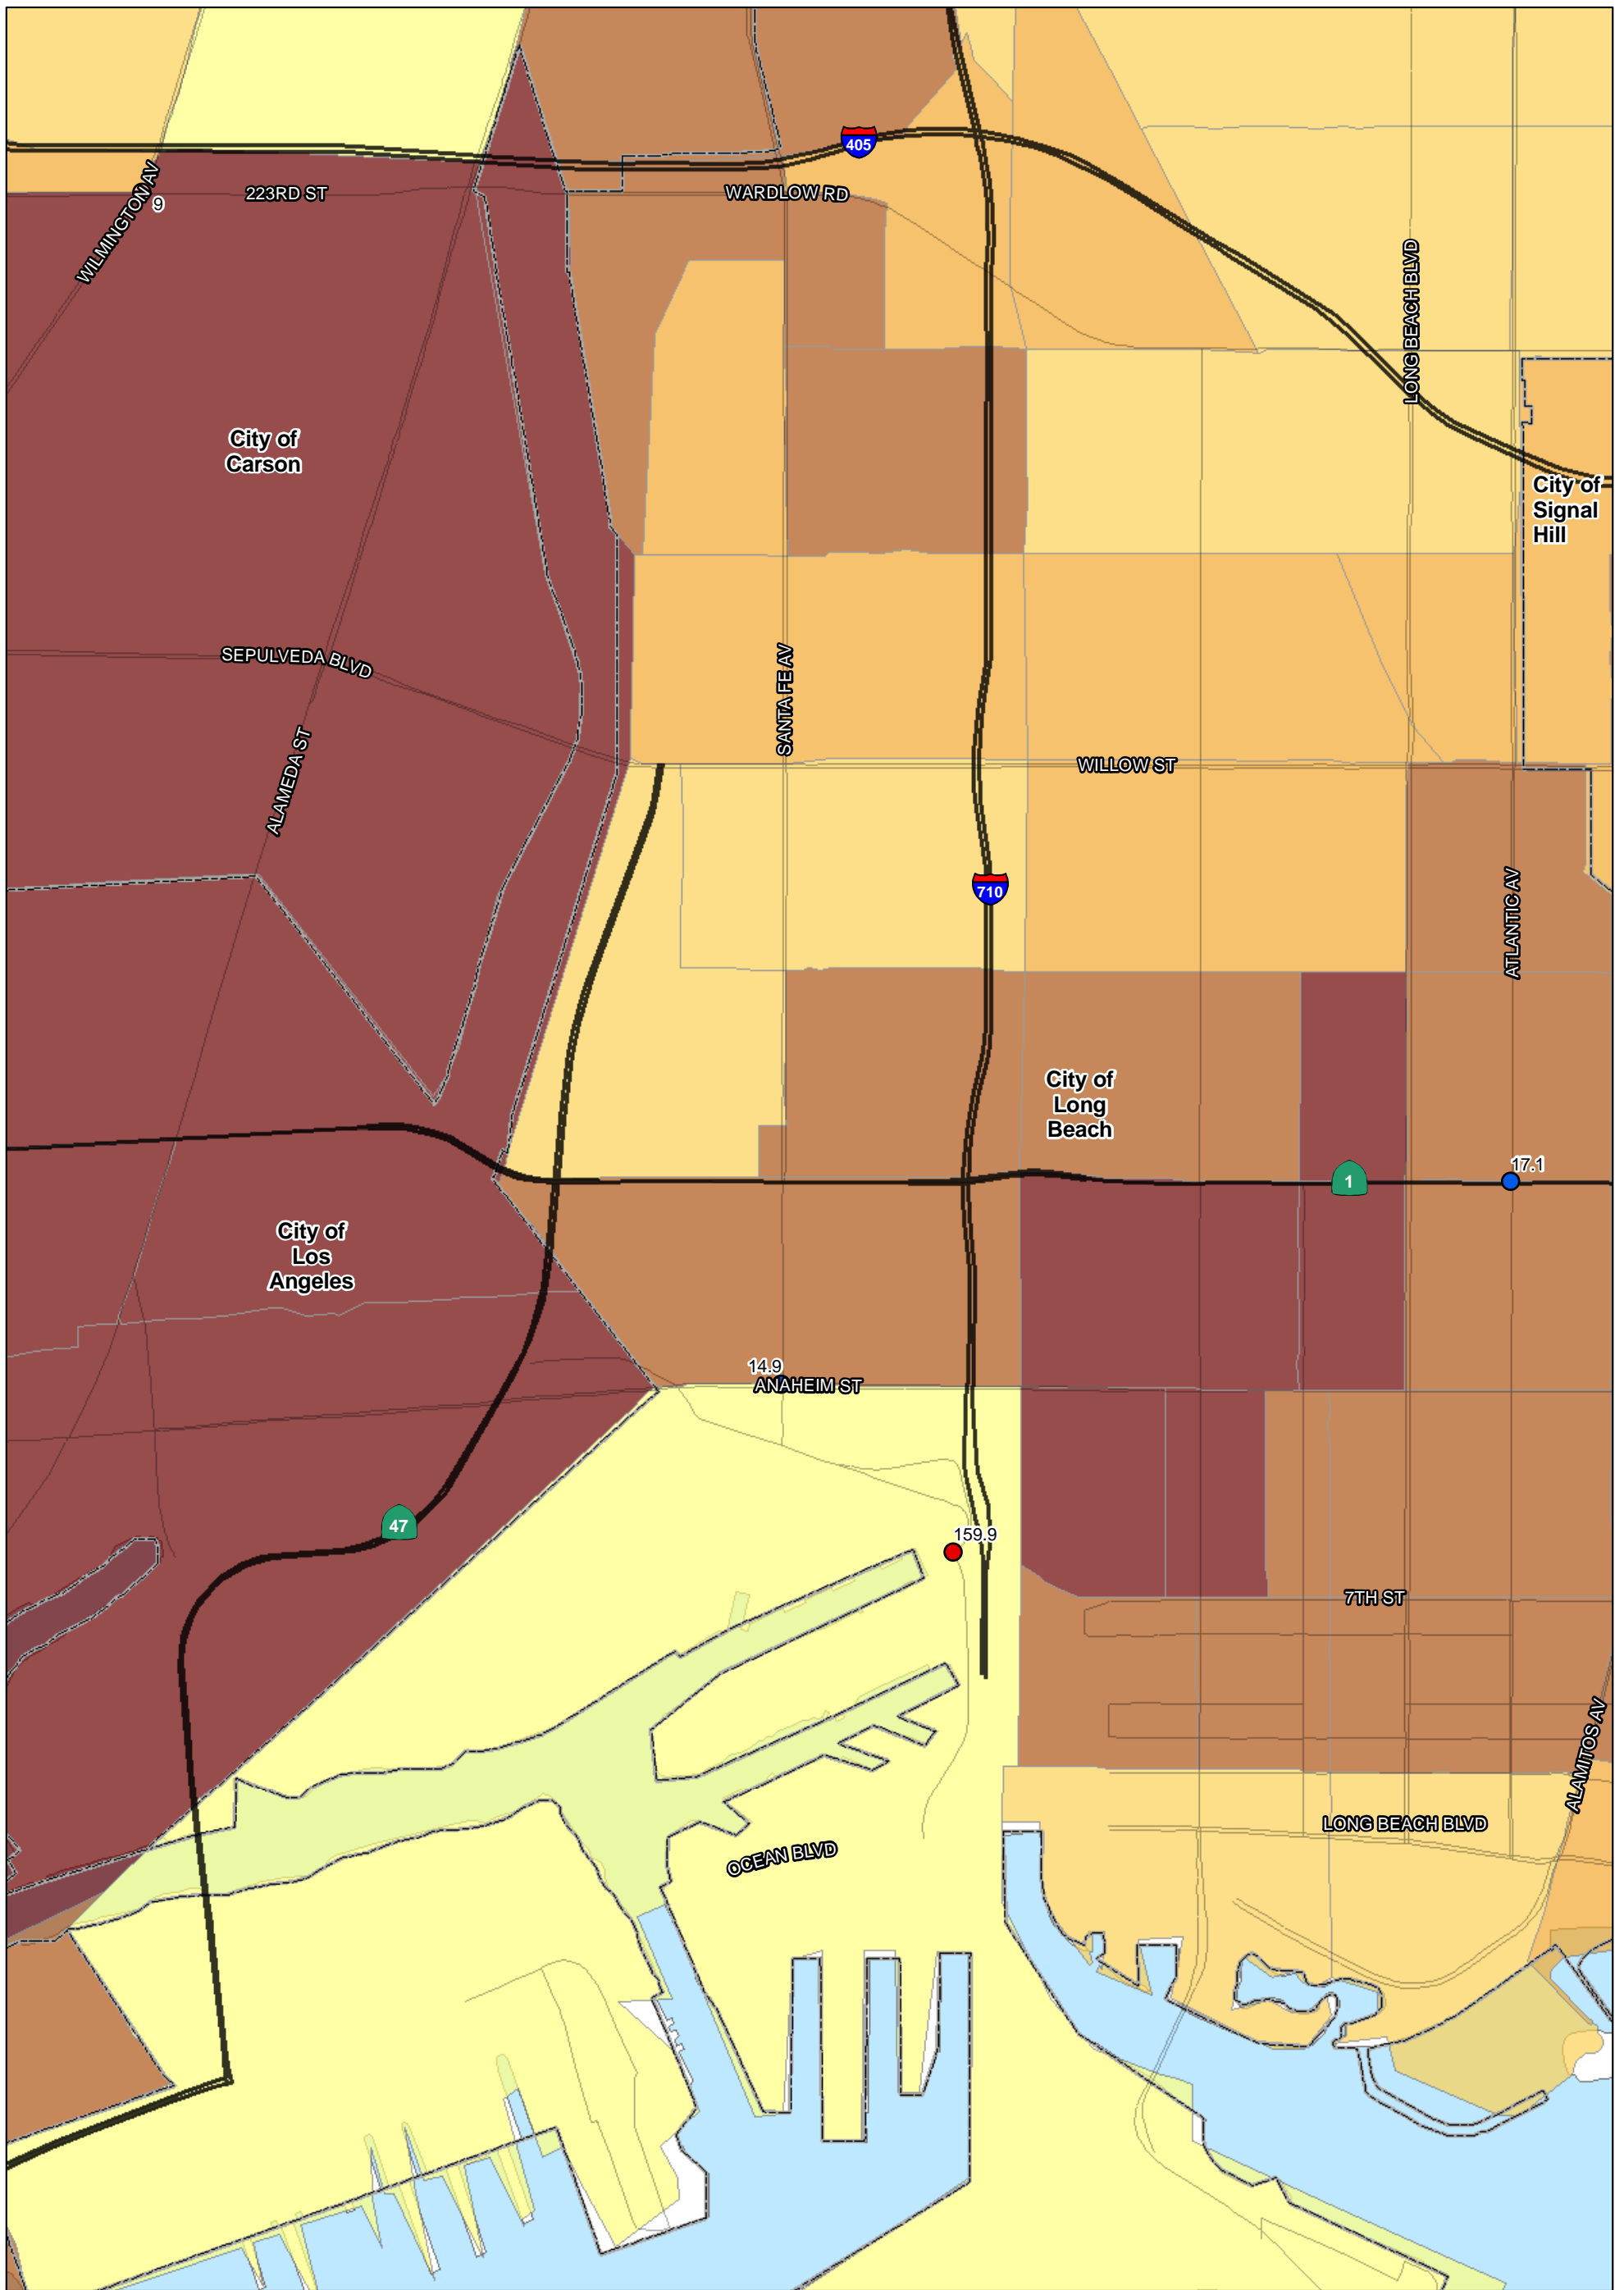 405
WILMINGTON AV
9
223RD ST
WARDLOW RD
LONG BEACH BLVD
City of
Carson
City of
Signal
Hill
SEPULVEDA BLVD
SANTA FE AV
WILLOW ST
ALAMEDA ST
710
ATLANTIC AV
City of
Long
Beach
1
17.1
City of
Los
Angeles
14.9
ANAHEIM ST
47
159.9
7TH ST
ALAMITOS AV
LONG BEACH BLVD
OCEAN BLVD